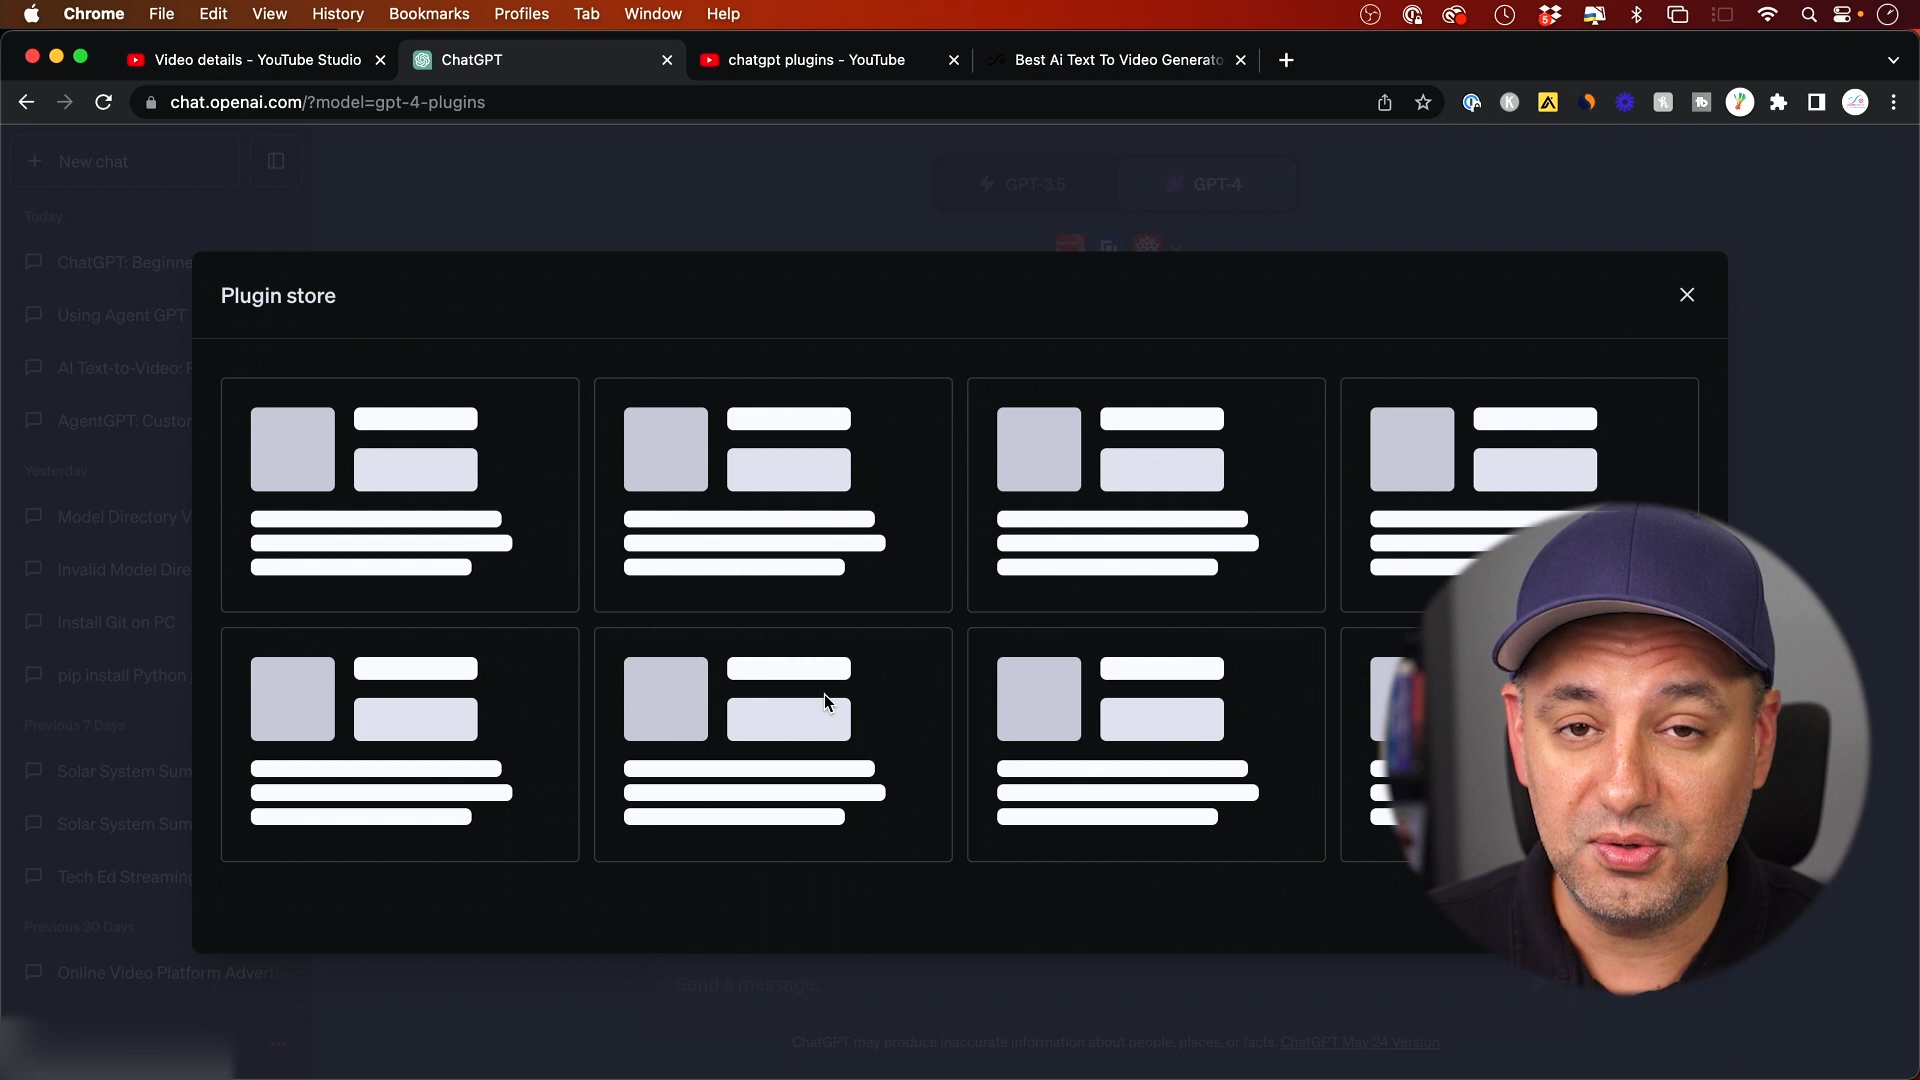 Chrome File Edit View History Bookmarks Profiles Tab Window Help
5
Video details - YouTube Studio
ChatGPT
chatgpt plugins - YouTube
Best Ai Text To Video Generato
chat.openai.com/?model=gpt-4-plugins
New chat
GPT-3.5
GPT-4
Today
ChatGPT: Beginne
Using Agent GPT
AI Text-to-Video: F
AgentGPT: Custor
Yesterday
Model Directory V
Invalid Model Dire
Install Git on PC
pip install Python
Previous 7 Days
Solar System Sum
Solar System Sum
Tech Ed Streaming
Previous 30 Days
Online Video Platform Adverti
Plugin store
Send a message.
ChatGPT may produce inaccurate information about people, places, or facts. ChatGPT May 24 Version